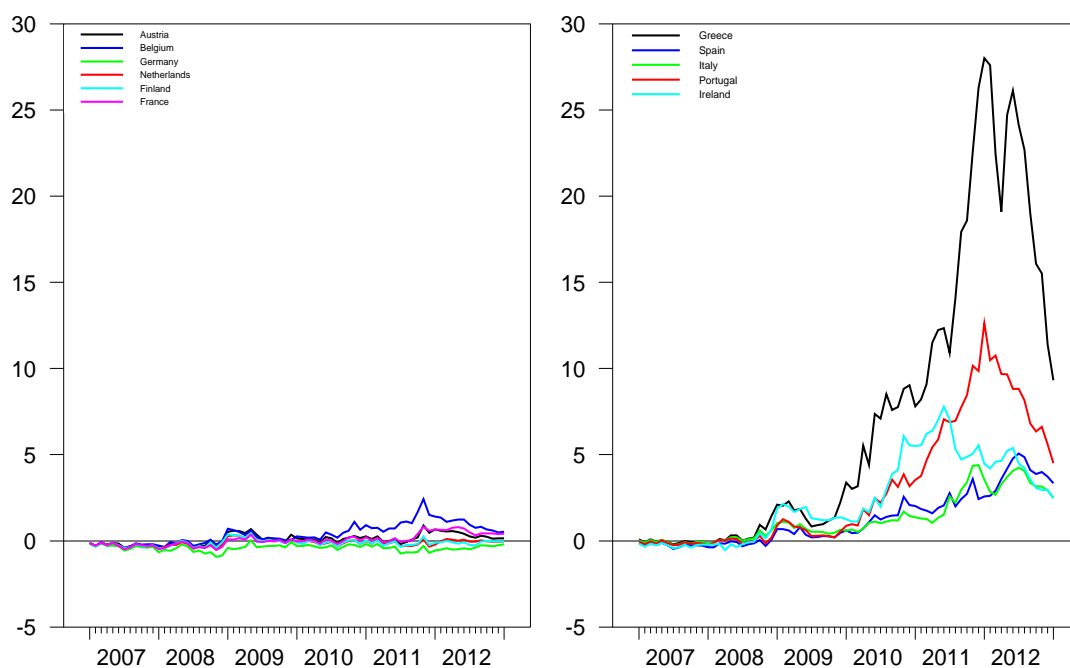 30
25
20
15
10
5
0
-5
Austria
Belgium
Germany
Netherlands
Finland
France
2007 2008 2009 2010 2011 2012
30
25
20
15
10
5
0
-5
Greece
Spain
Italy
Portugal
Ireland
2007 2008 2009 2010 2011 2012